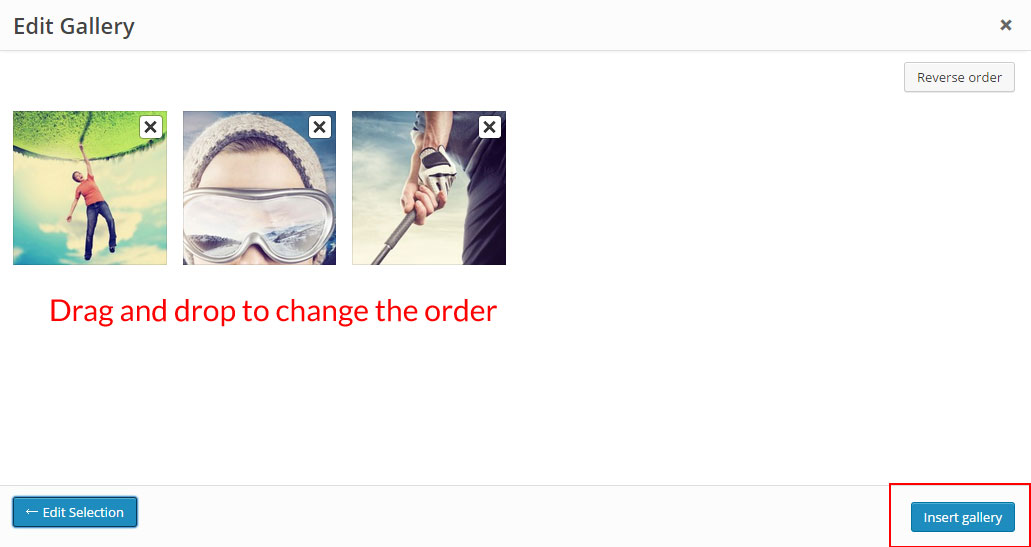 Edit Gallery
Reverse order
Drag and drop to change the order
← Edit Selection
Insert gallery